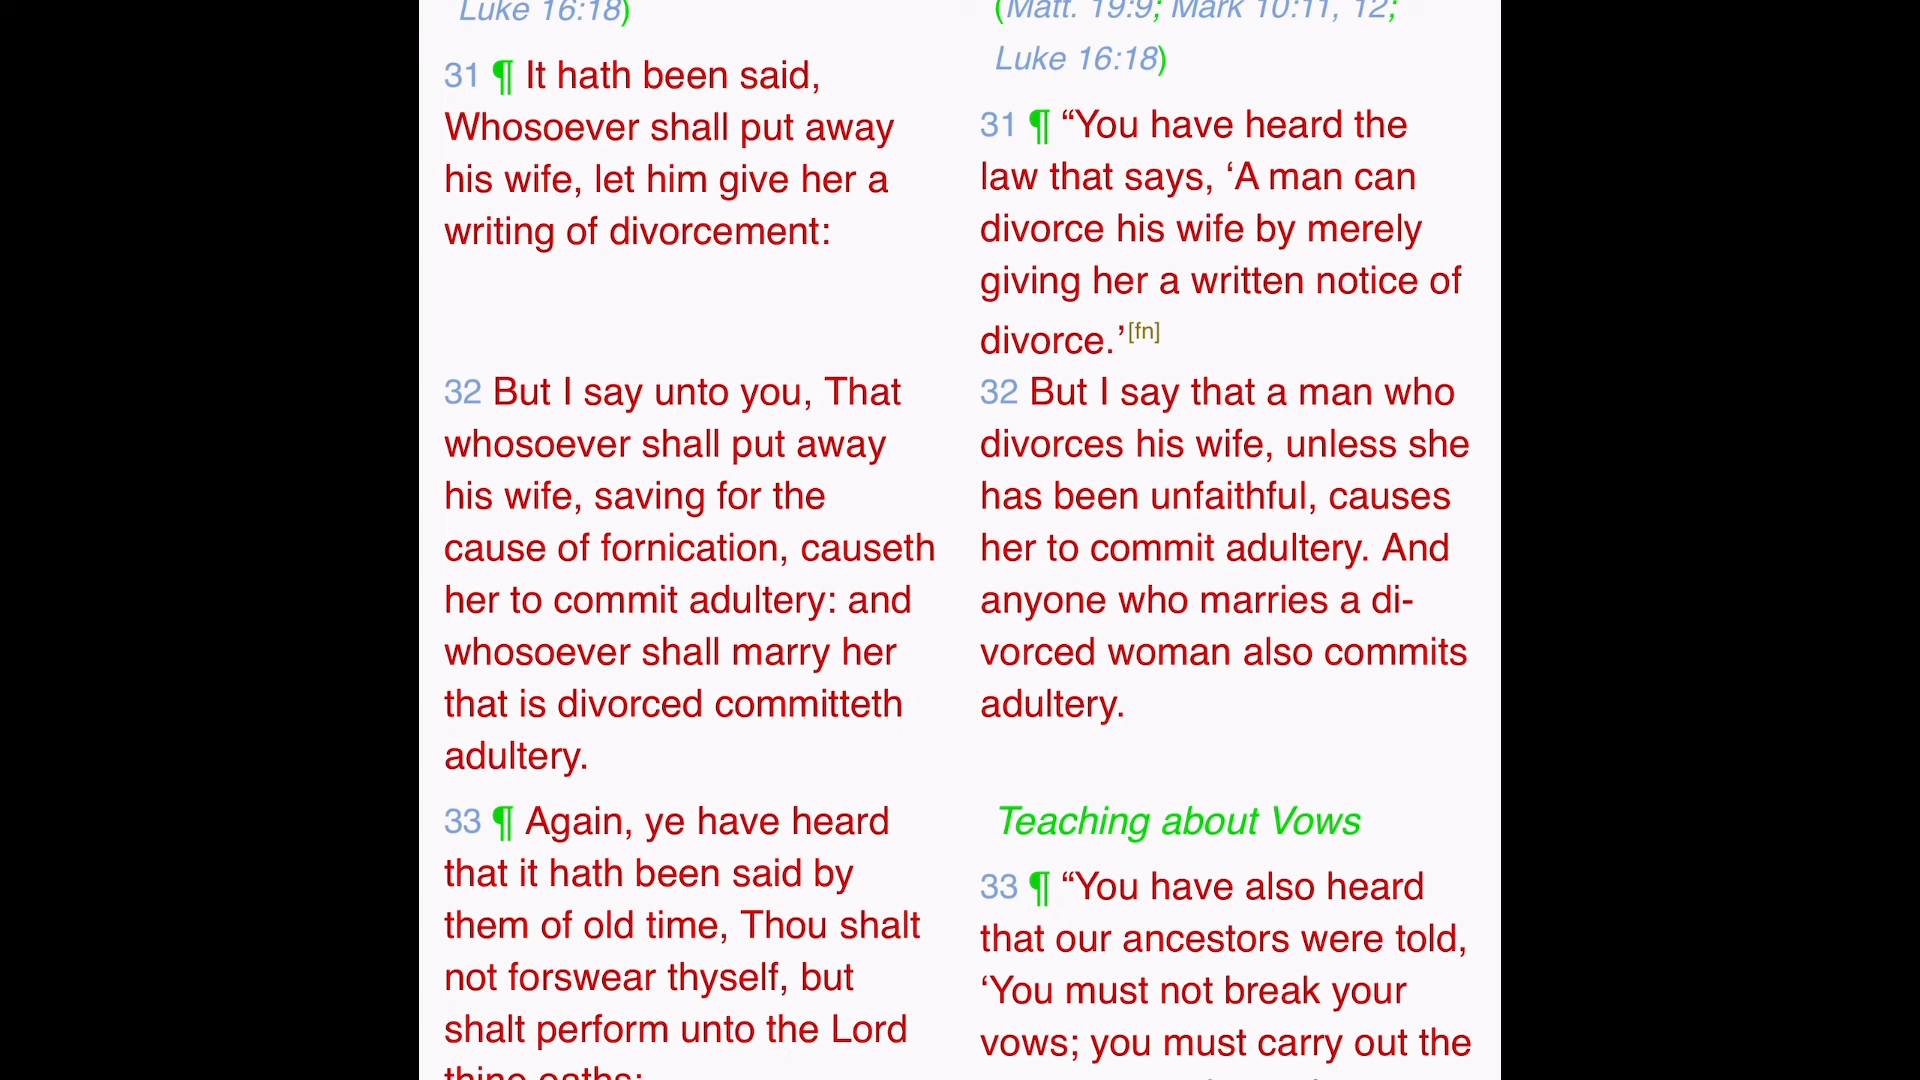 Luke 16:18)
31 ¶ It hath been said,
Whosoever shall put away
his wife, let him give her a
writing of divorcement:
32 But I say unto you, That
whosoever shall put away
his wife, saving for the
cause of fornication, causeth
her to commit adultery: and
whosoever shall marry her
that is divorced committeth
adultery.
33 ¶ Again, ye have heard
that it hath been said by
them of old time, Thou shalt
not forswear thyself, but
shalt perform unto the Lord
thine oaths:
(Matt. 19:9; Mark 10:11, 12;
Luke 16:18)
31 ¶ “You have heard the
law that says, ‘A man can
divorce his wife by merely
giving her a written notice of
divorce.’[fn]
32 But I say that a man who
divorces his wife, unless she
has been unfaithful, causes
her to commit adultery. And
anyone who marries a di-
vorced woman also commits
adultery.
Teaching about Vows
33 ¶ “You have also heard
that our ancestors were told,
‘You must not break your
vows; you must carry out the